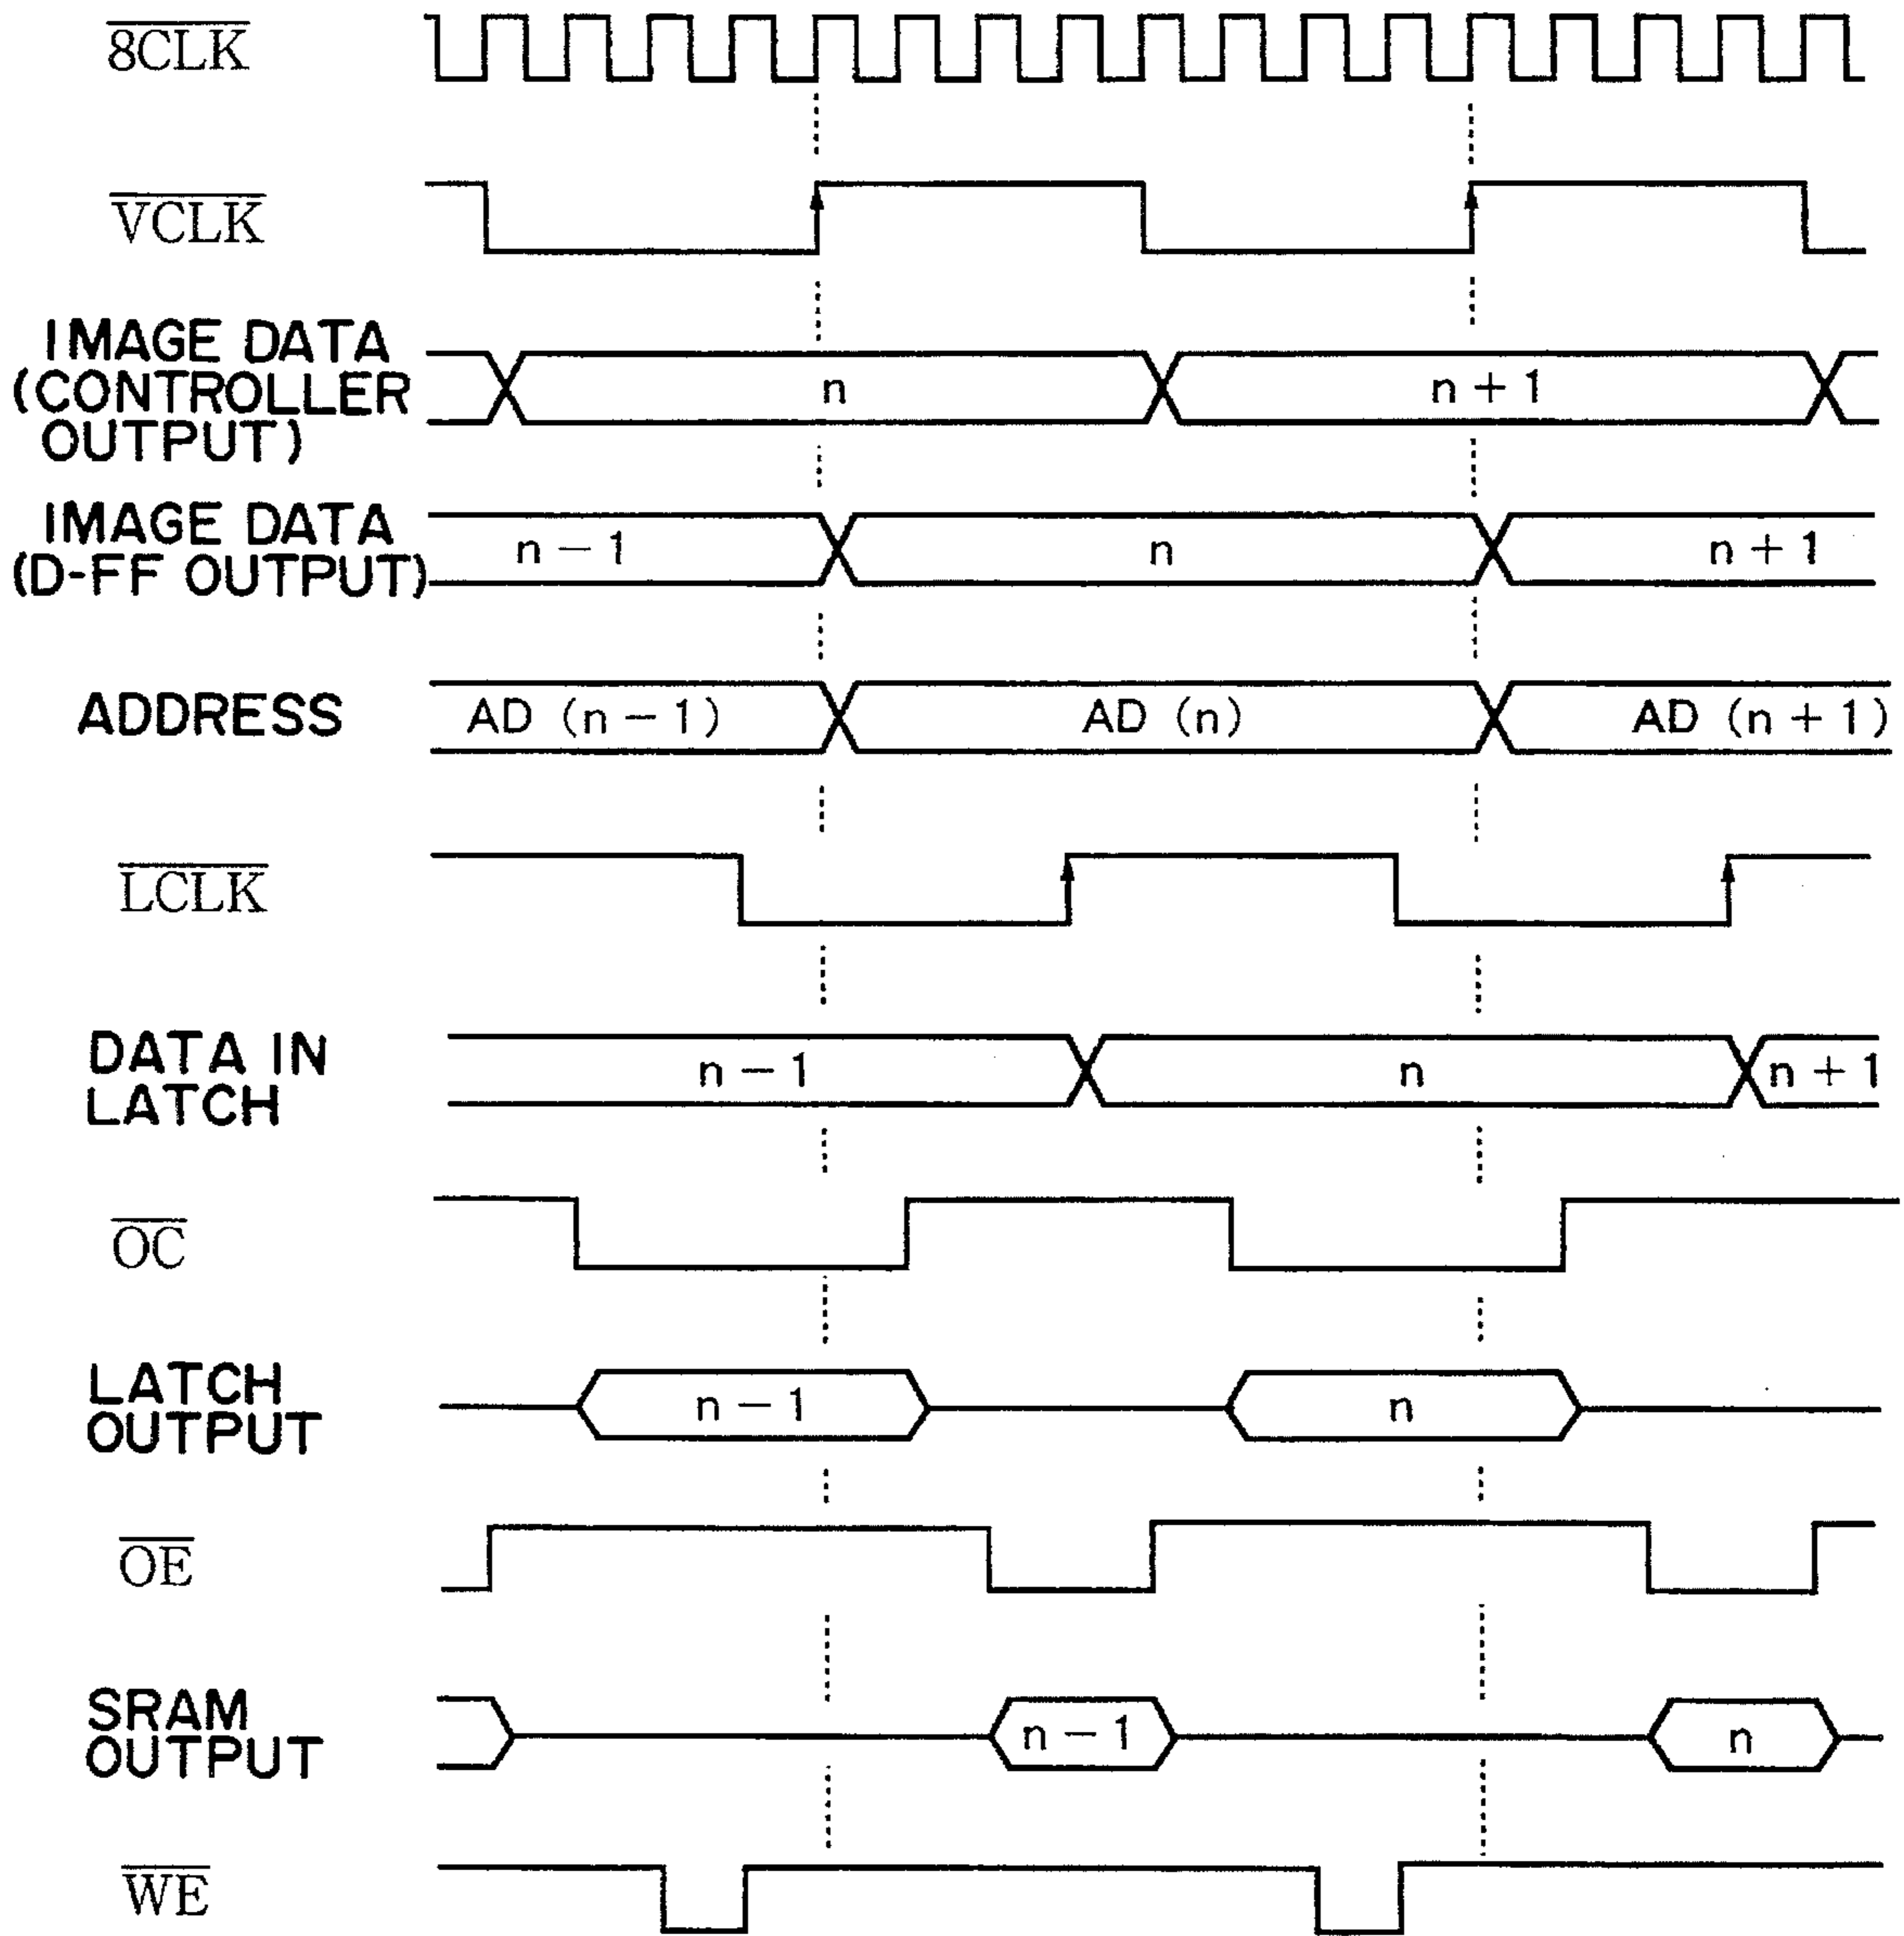 8CLK
VCLK
IMAGE DATA
(CONTROLLER
OUTPUT)
n
n + 1
IMAGE DATA
(D-FF OUTPUT)
n - 1
n
n + 1
ADDRESS
AD (n - 1)
AD (n)
AD (n + 1)
LCLK
DATA IN
LATCH
n - 1
n
n + 1
OC
LATCH
OUTPUT
n - 1
n
OE
SRAM
OUTPUT
n - 1
n
WE